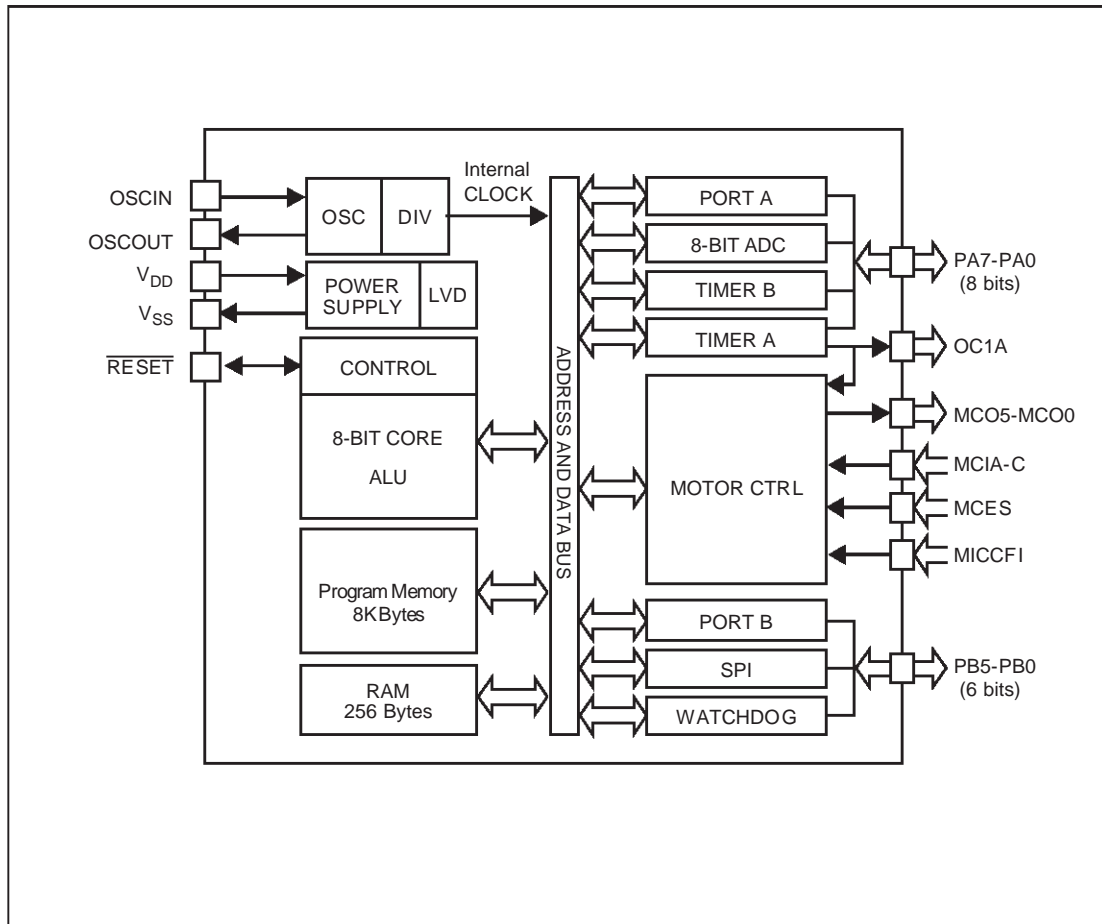 OSCIN
OSCOUT
VDD
VSS
RESET
OSC
DIV
Internal
CLOCK
POWER
SUPPLY
LVD
CONTROL
8-BIT CORE
ALU
Program Memory
8K Bytes
RAM
256 Bytes
ADDRESS AND DATA BUS
PORT A
8-BIT ADC
TIMER B
TIMER A
MOTOR CTRL
PORT B
SPI
WATCHDOG
PA7-PA0
(8 bits)
OC1A
MCO5-MCO0
MCIA-C
MCES
MICCFI
PB5-PB0
(6 bits)